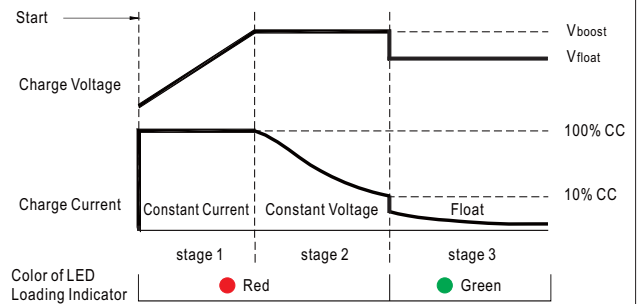 Start
Vboost
Vfloat
Charge Voltage
100% CC
10% CC
Charge Current
Constant Current
Constant Voltage
Float
stage 1
stage 2
stage 3
Color of LED
Loading Indicator
Red
Green